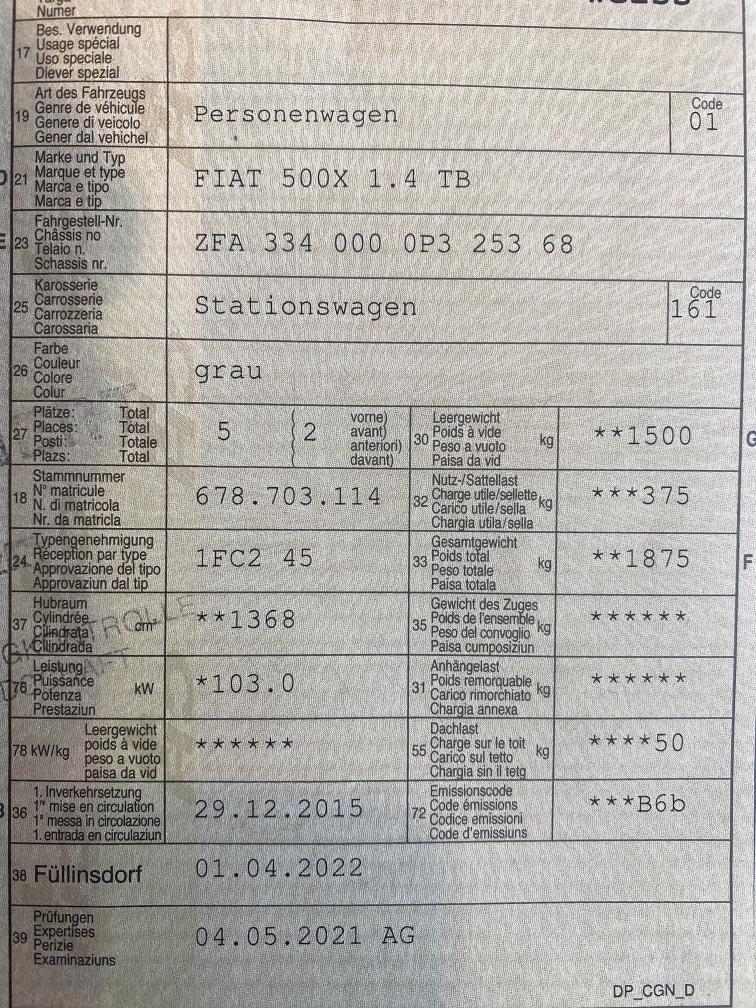 Numer
17 Bes. Verwendung
Usage spécial
Uso speciale
Diever spezial
19 Art des Fahrzeugs
Genre de véhicule
Genere di veicolo
Gener dal vehichel
Personenwagen
Code
01
21 Marke und Typ
Marque et type
Marca e tipo
Marca e tip
FIAT 500X 1.4 TB
23 Fahrgestell-Nr.
Châssis no
Telaio n.
Schassis nr.
ZFA 334 000 0P3 253 68
25 Karosserie
Carrosserie
Carrozzeria
Carossaria
Stationswagen
Code
161
26 Farbe
Couleur
Colore
Colur
grau
27 Plätze: Total
Places: Total
Posti: Totale
Plazs: Total
5
2
vorne)
avant)
anteriori)
davant)
30 Leergewicht
Poids à vide
Peso a vuoto
Paisa da vid
kg
**1500
G
18 Stammnummer
N° matricule
N. di matricola
Nr. da matricla
678.703.114
32 Nutz-/Sattellast
Charge utile/sellette
Carico utile/sella
Chargia utila/sella
kg
***375
24 Typengenehmigung
Réception par type
Approvazione del tipo
Approvaziun dal tip
1FC2 45
33 Gesamtgewicht
Poids total
Peso totale
Paisa totala
kg
**1875
F
37 Hubraum
Cylindrée
Cilindrata
Cilindrada
cm³
**1368
35 Gewicht des Zuges
Poids de l'ensemble
Peso del convoglio
Paisa cumposiziun
kg
******
76 Leistung
Puissance
Potenza
Prestaziun
kW
*103.0
31 Anhängelast
Poids remorquable
Carico rimorchiato
Chargia annexa
kg
******
78 kW/kg
Leergewicht
poids à vide
peso a vuoto
paisa da vid
******
55 Dachlast
Charge sur le toit
Carico sul tetto
Chargia sin il tetg
kg
****50
36 1. Inverkehrsetzung
1re mise en circulation
1a messa in circolazione
1. entrada en circulaziun
29.12.2015
72 Emissionscode
Code émissions
Codice emissioni
Code d'emissiuns
***B6b
38 Füllinsdorf
01.04.2022
39 Prüfungen
Expertises
Perizie
Examinaziuns
04.05.2021 AG
DP_CGN_D